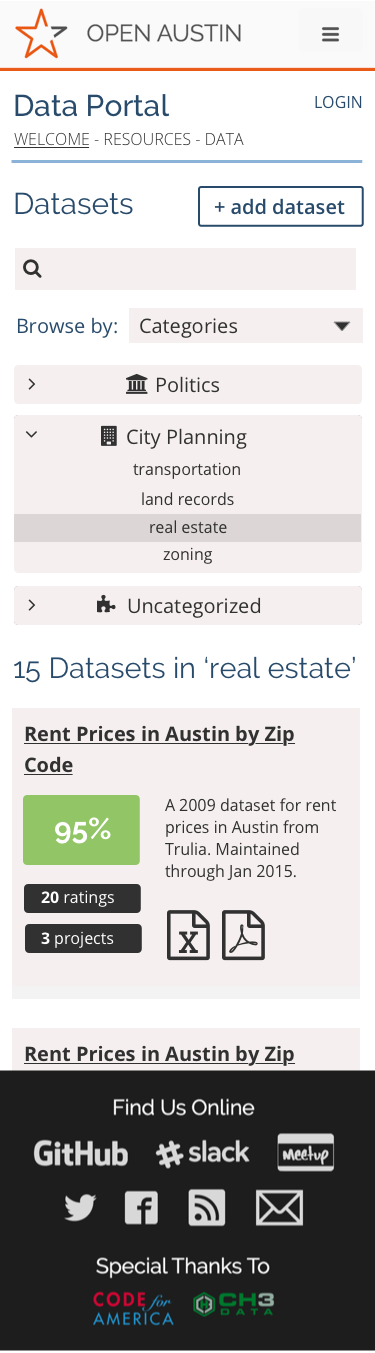 OPEN AUSTIN
Data Portal
LOGIN
WELCOME - RESOURCES - DATA
Datasets
+ add dataset
Browse by:
Categories
Politics
City Planning
transportation
land records
real estate
zoning
Uncategorized
15 Datasets in ‘real estate’
Rent Prices in Austin by Zip
Code
95%
A 2009 dataset for rent
prices in Austin from
Trulia. Maintained
through Jan 2015.
20 ratings
3 projects
X
Rent Prices in Austin by Zip
Find Us Online
GitHub
slack
meetup
Special Thanks To
CODE for
AMERICA
CH3
DATA